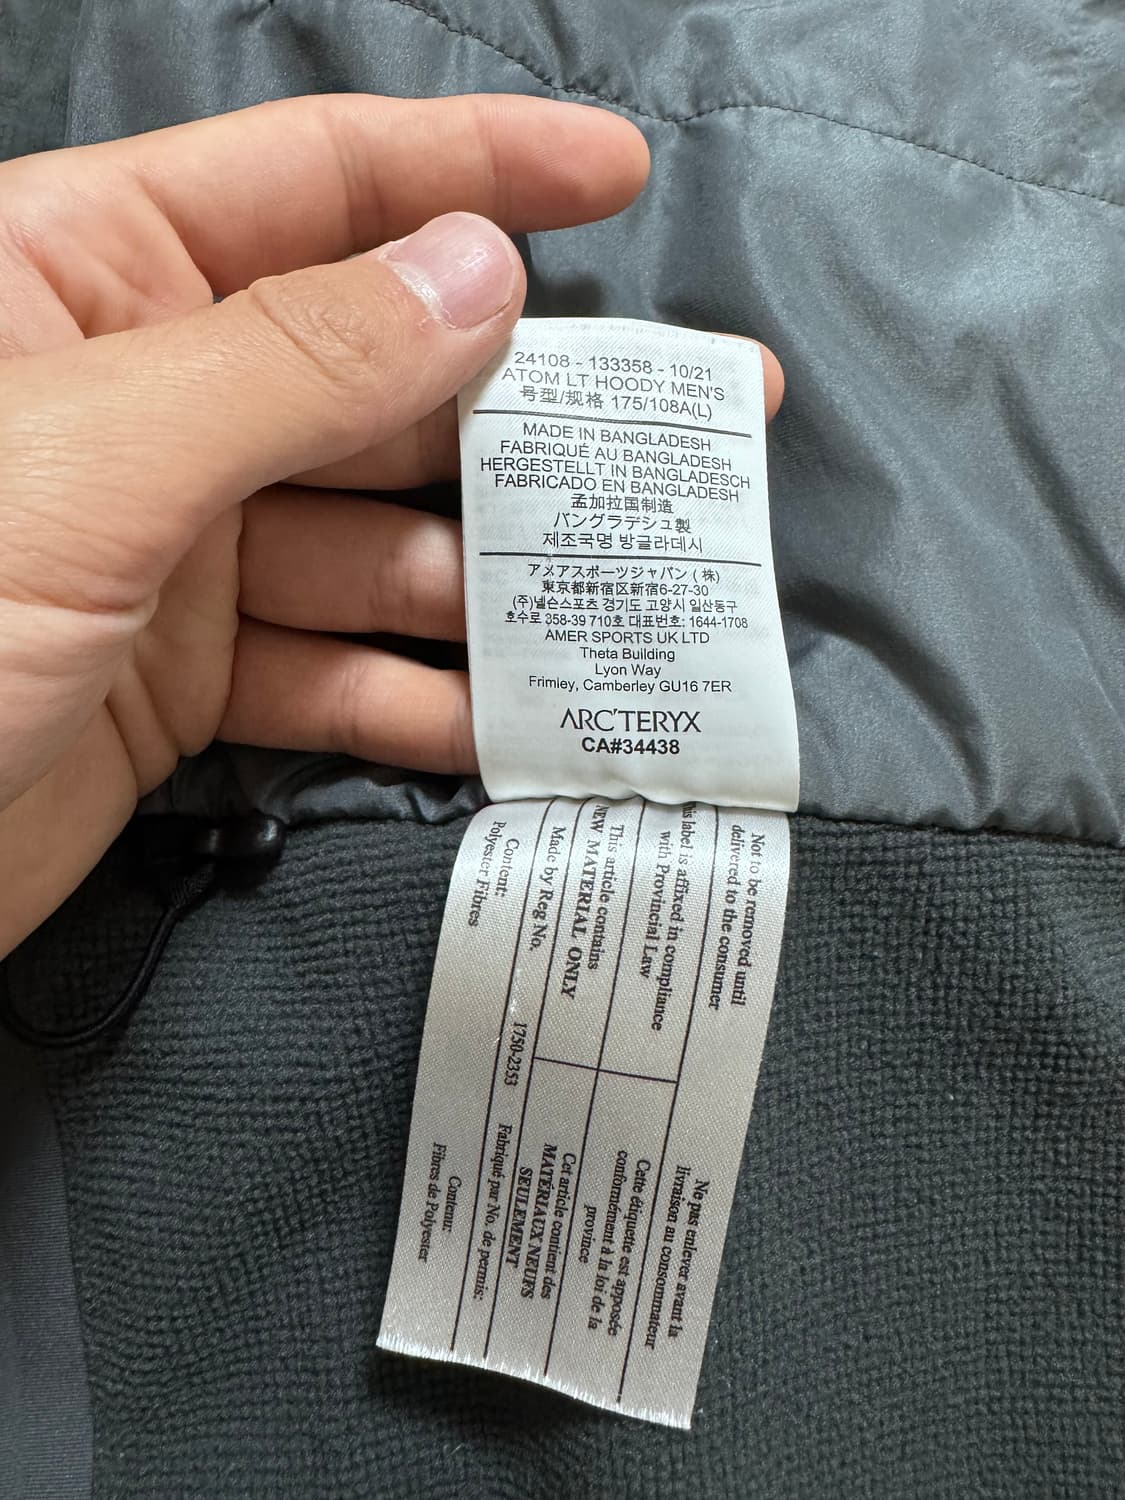 24108 - 133358 - 10/21
ATOM LT HOODY MEN'S
号型/规格 175/108A(L)
MADE IN BANGLADESH
FABRIQUÉ AU BANGLADESH
HERGESTELLT IN BANGLADESCH
FABRICADO EN BANGLADESH
孟加拉国制造
バングラデシュ製
제조국명 방글라데시
アメアスポーツジャパン (株)
東京都新宿区新宿6-27-30
(주)넬슨스포츠 경기도 고양시 일산동구
호수로 358-39 710호 대표번호: 1644-1708
AMER SPORTS UK LTD
Theta Building
Lyon Way
Frimley, Camberley GU16 7ER
ARC'TERYX
CA#34438
Not to be removed until
delivered to the consumer
Ne pas enlever avant la
livraison au consommateur
This label is affixed in compliance
with Provincial Law
Cette étiquette est apposée
conformément à la loi de la
province
This article contains
NEW MATERIAL ONLY
Cet article contient des
MATÉRIAUX NEUFS
SEULEMENT
Made by Reg No.
1750-2353
Fabriqué par No. de permis:
Content:
Polyester Fibres
Contenu:
Fibres de Polyester